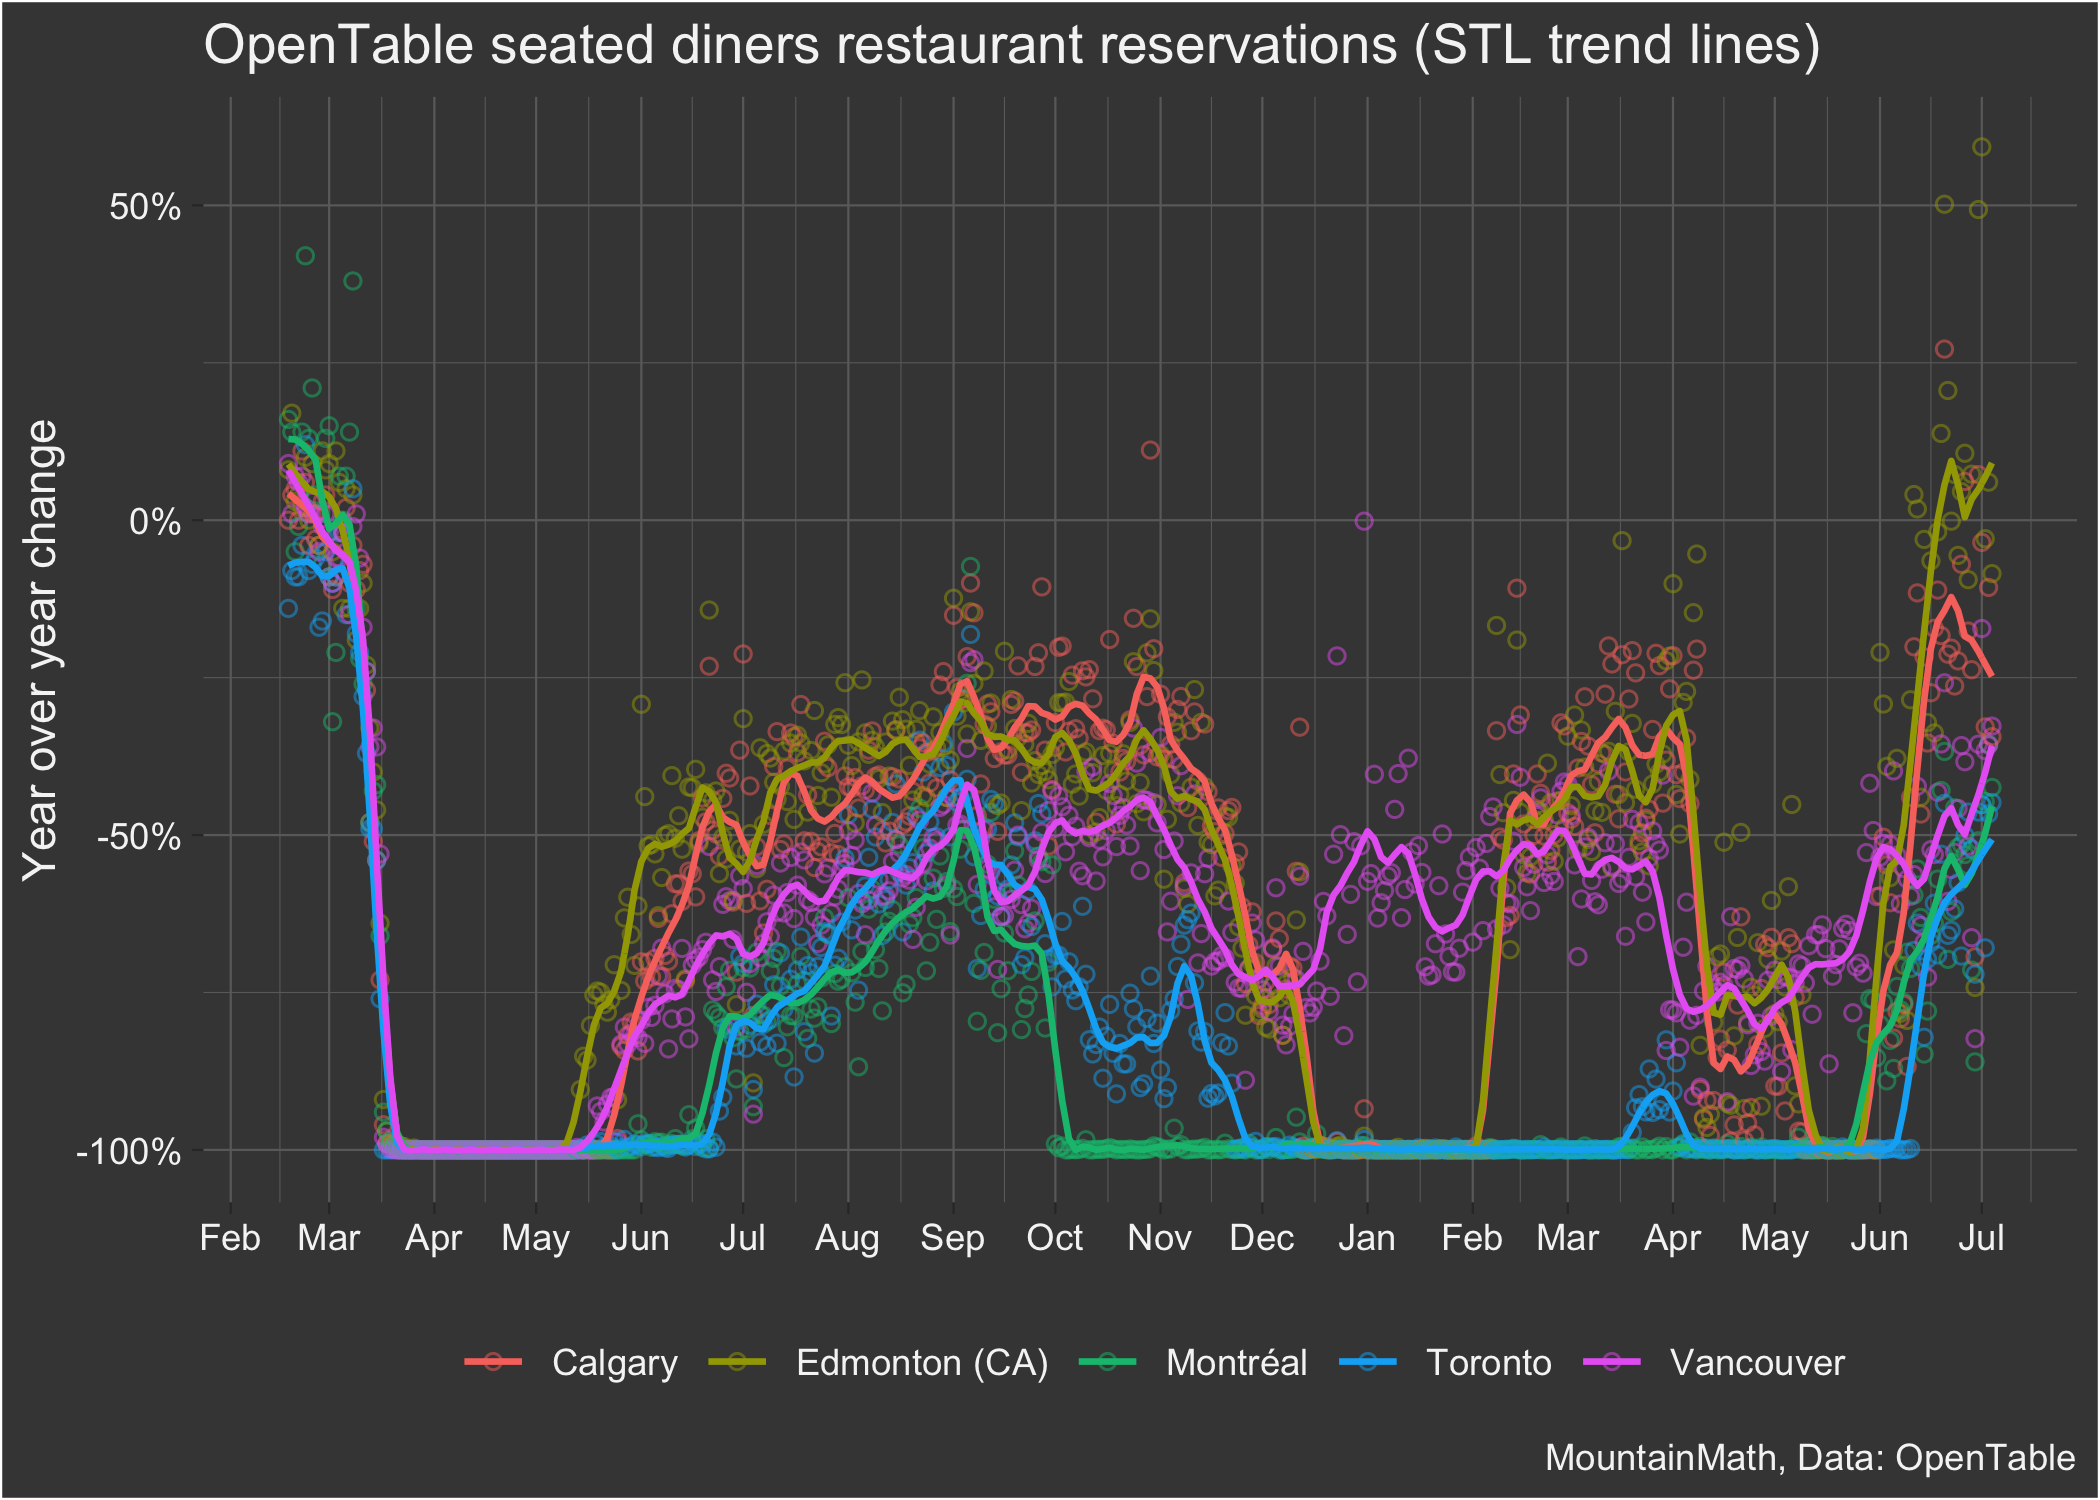 OpenTable seated diners restaurant reservations (STL trend lines)
Year over year change
50%
0%
-50%
-100%
Feb Mar Apr May Jun Jul Aug Sep Oct Nov Dec Jan Feb Mar Apr May Jun Jul
Calgary Edmonton (CA) Montréal Toronto Vancouver
MountainMath, Data: OpenTable